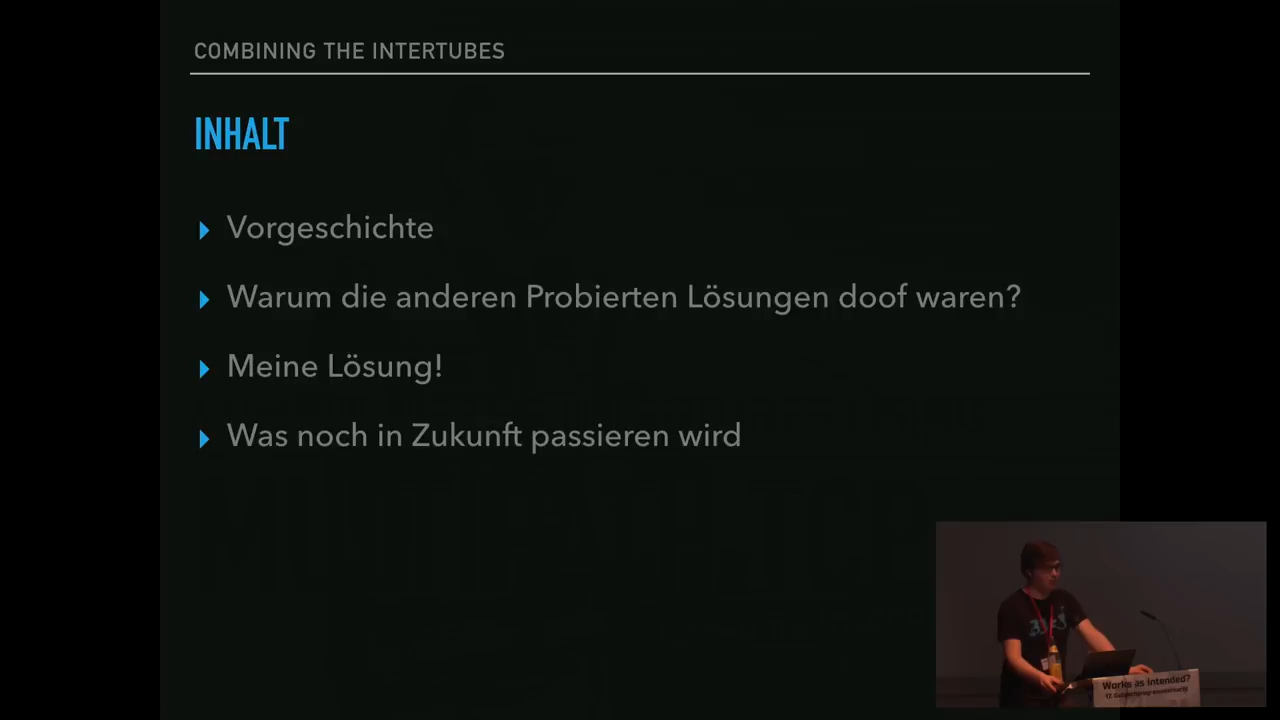 COMBINING THE INTERTUBES
INHALT
Vorgeschichte
Warum die anderen Probierten Lösungen doof waren?
Meine Lösung!
Was noch in Zukunft passieren wird
Works as intended?